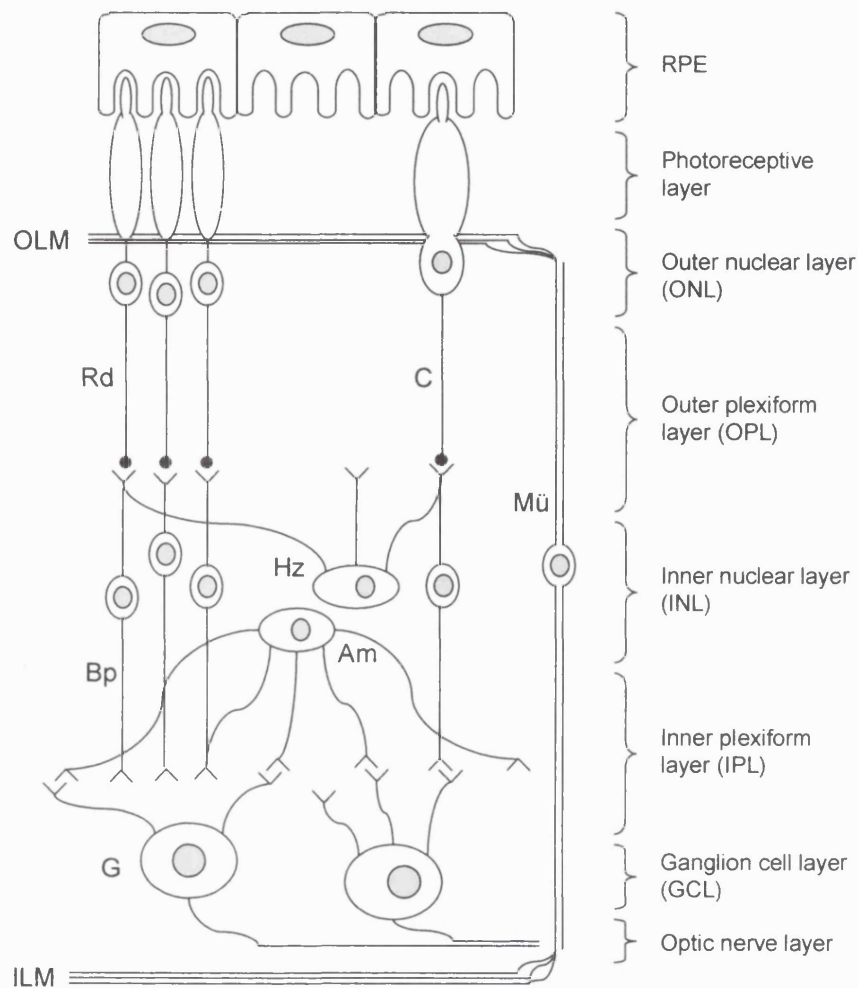 RPE
Photoreceptive
layer
OLM
Outer nuclear layer
(ONL)
Rd
C
Outer plexiform
layer (OPL)
Mü
Hz
Inner nuclear layer
(INL)
Am
Bp
Inner plexiform
layer (IPL)
G
Ganglion cell layer
(GCL)
Optic nerve layer
ILM